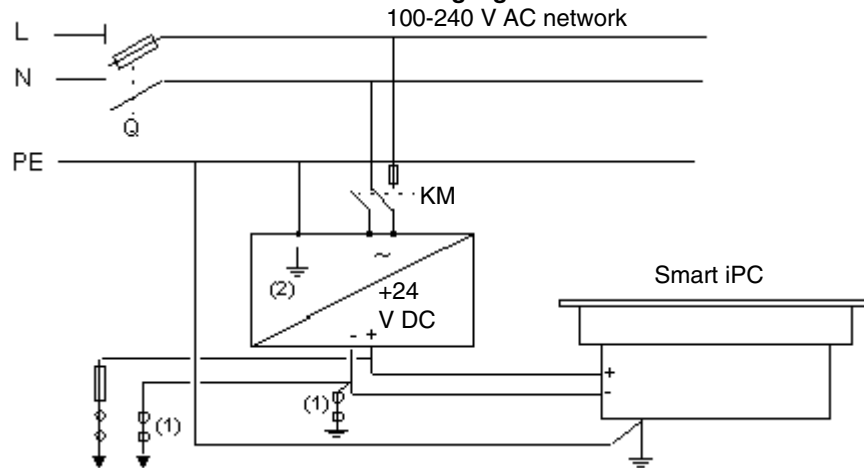 100-240 V AC network
L
N
Q
PE
KM
Smart iPC
~
(2)
+24
V DC
- +
+
-
(1)
(1)